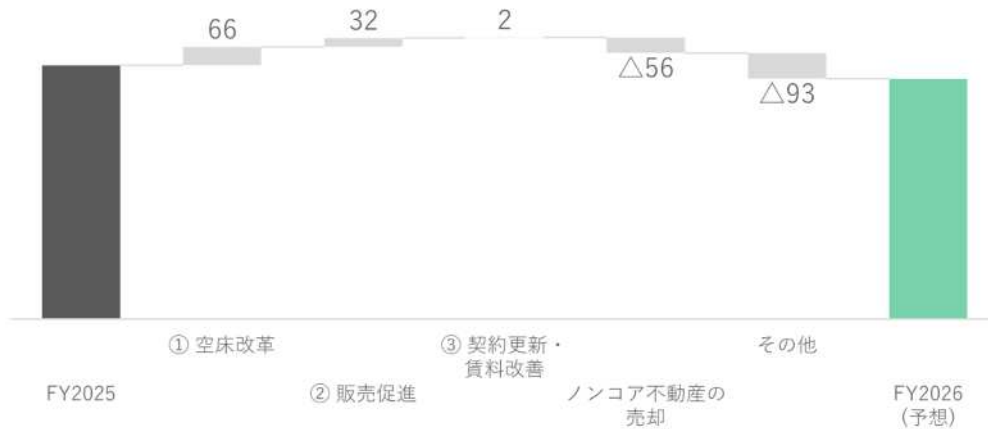 66
32
2
△56
△93
① 空床改革
③ 契約更新・
賃料改善
その他
FY2025
② 販売促進
ノンコア不動産の
売却
FY2026
(予想)